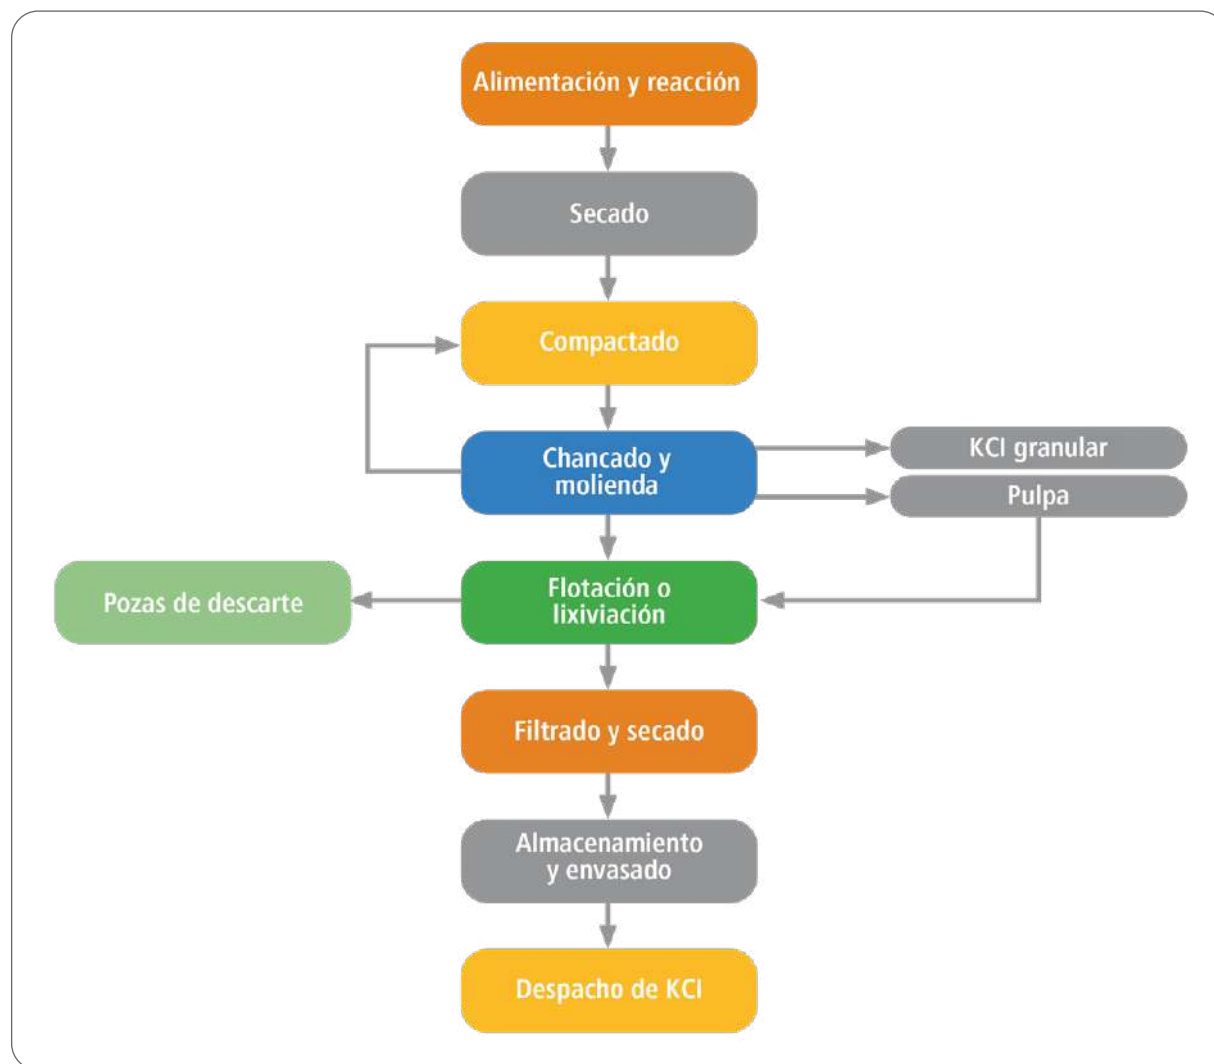 Alimentación y reacción
Secado
Compactado
Chancado y
molienda
KCl granular
Pulpa
Flotación o
lixiviación
Pozas de descarte
Filtrado y secado
Almacenamiento
y envasado
Despacho de KCl